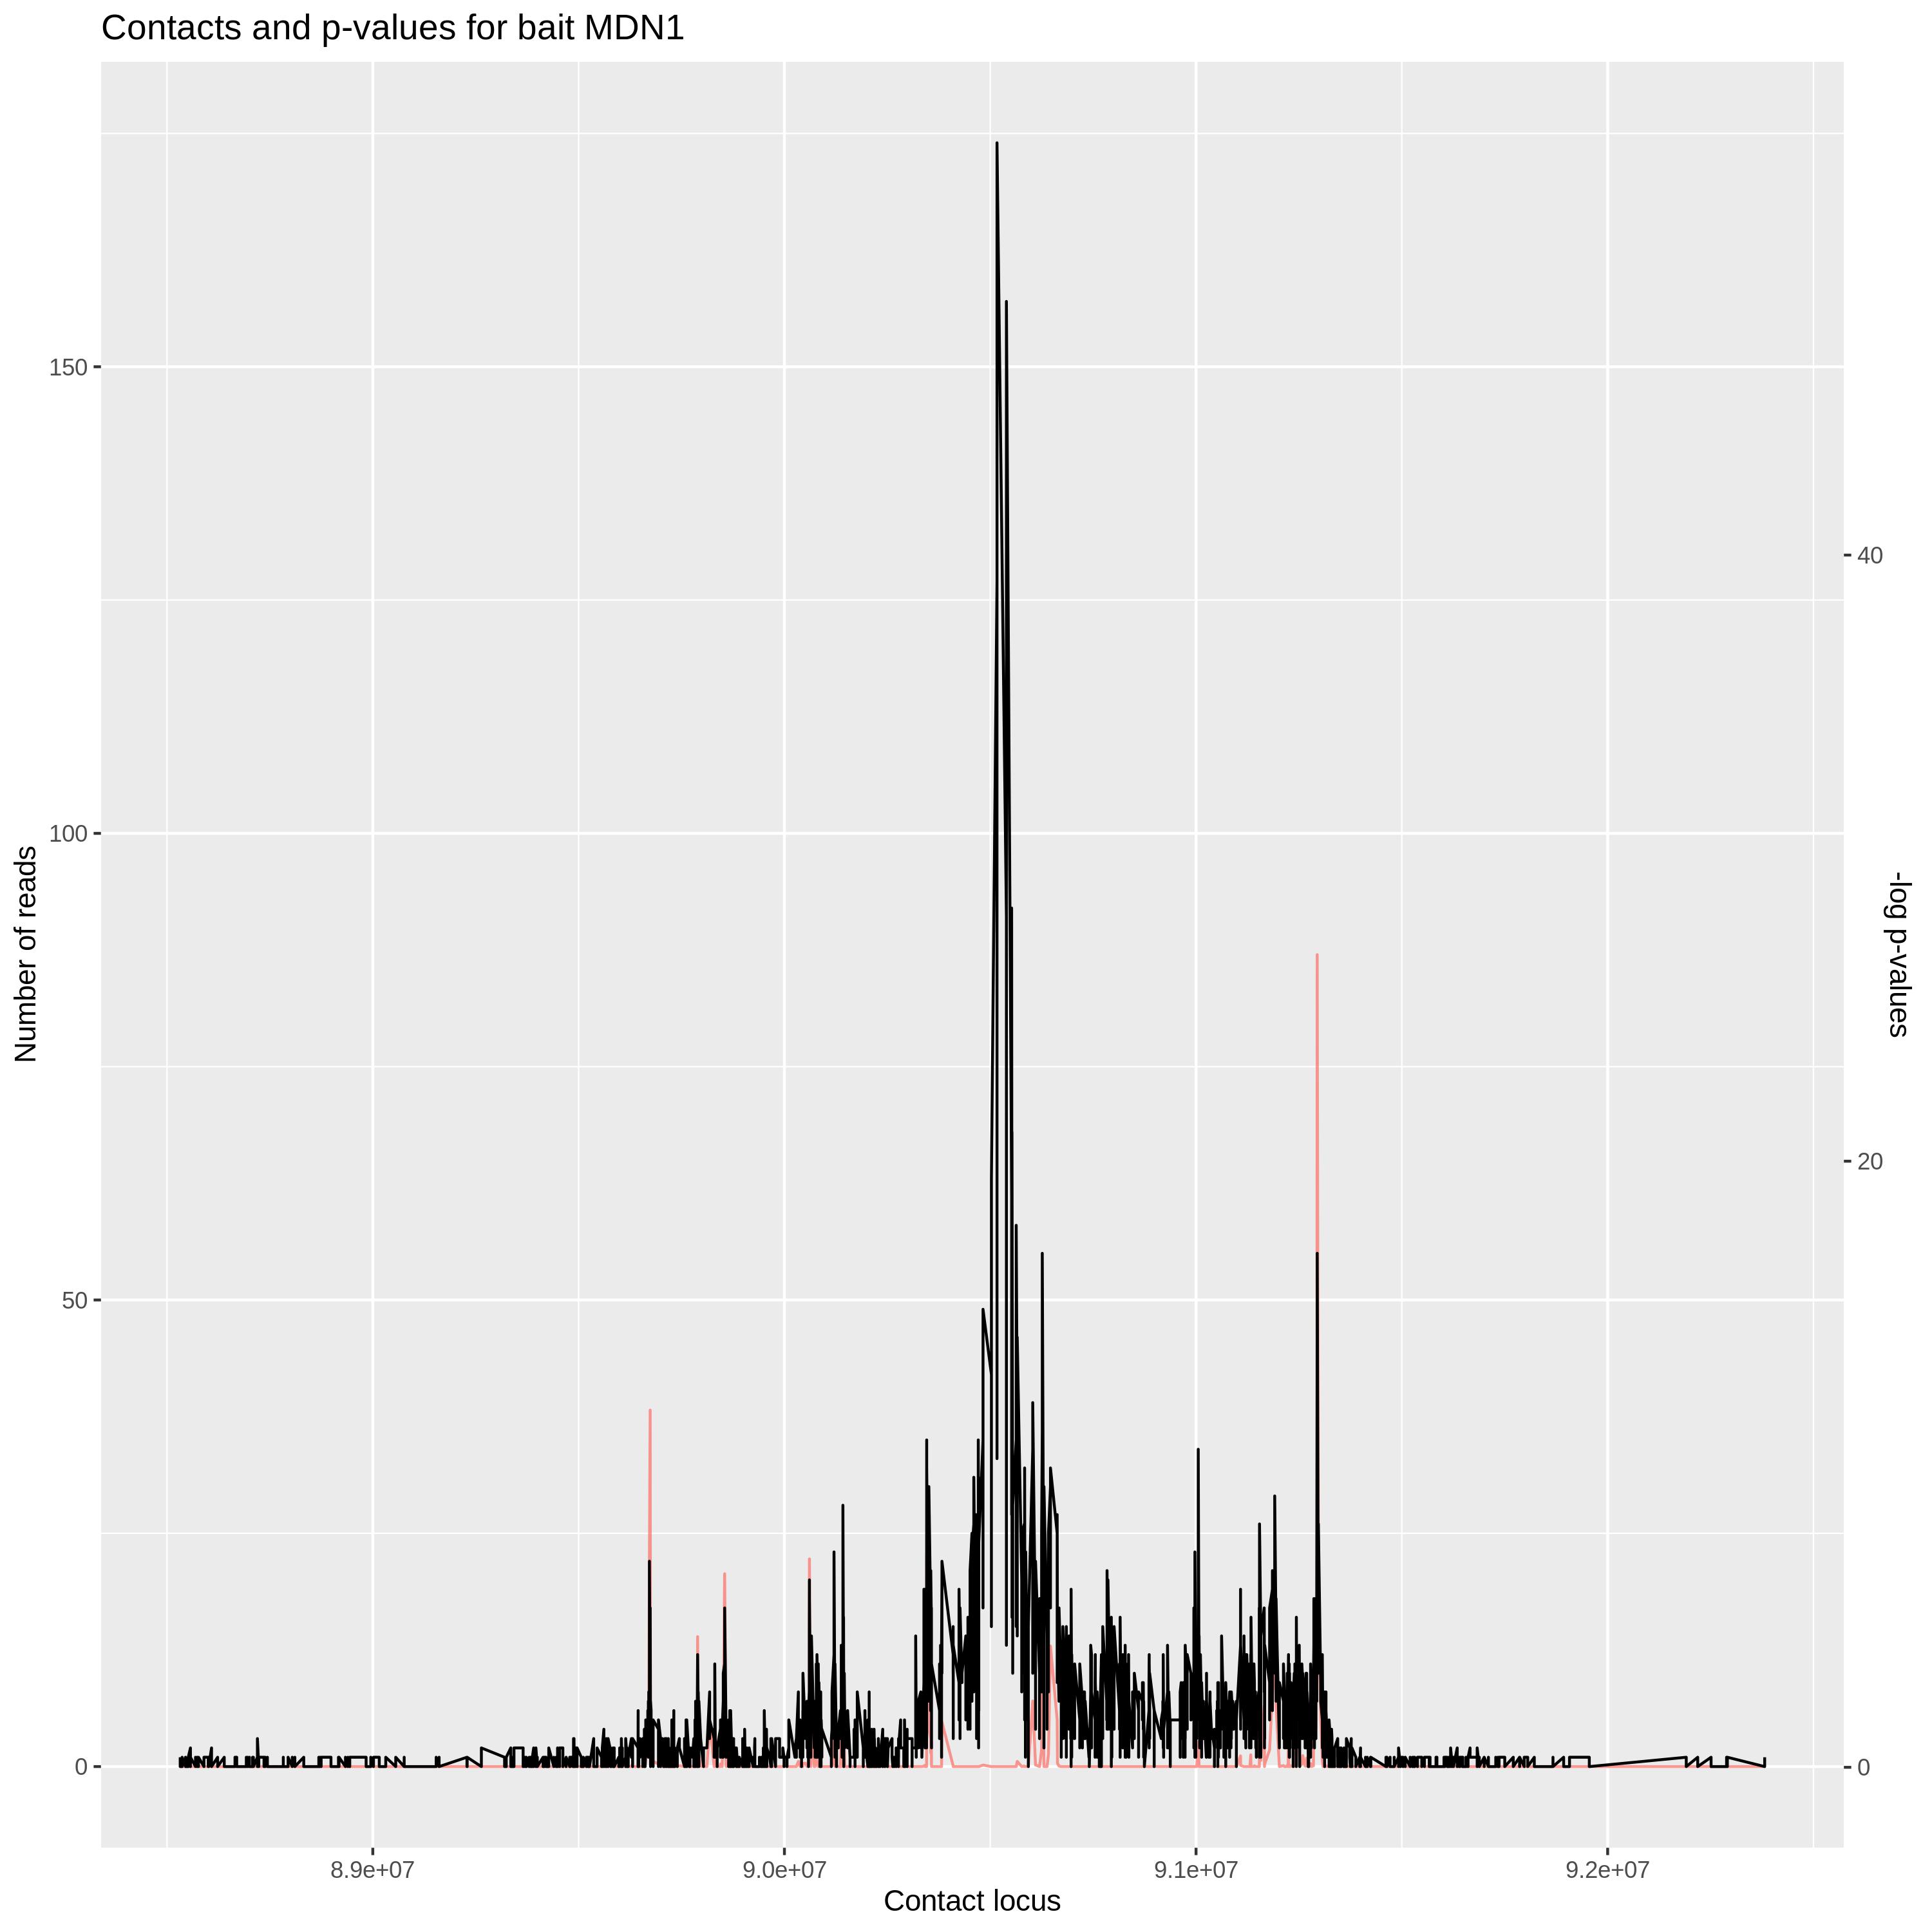 Contacts and p-values for bait MDN1
150
100
50
0
Number of reads
40
20
0
-log p-values
8.9e+07 9.0e+07 9.1e+07 9.2e+07
Contact locus